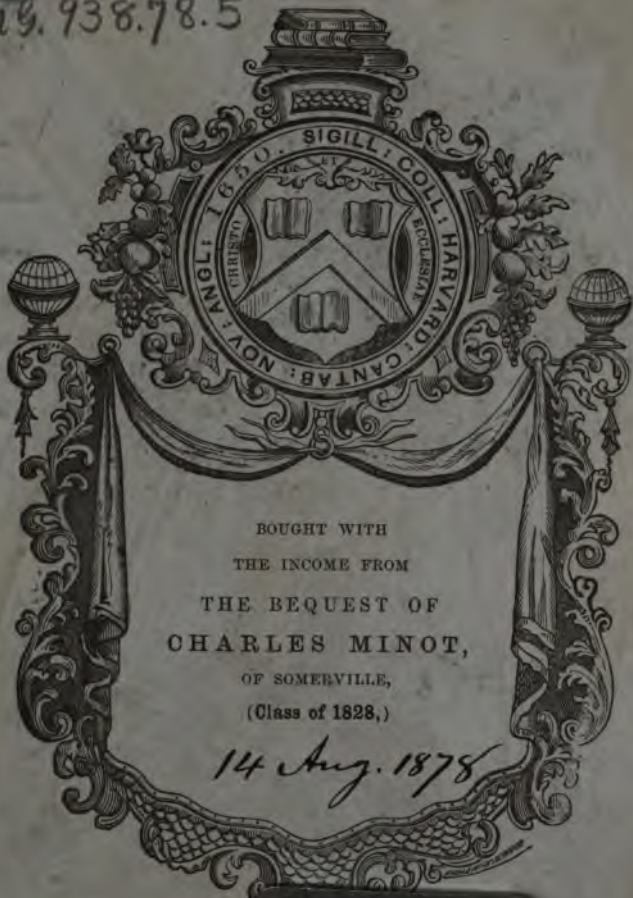 938.78.5
SIGILL: COLL: HARVARD: CANTAB: NOV: ANGL: 1650.
ET
CHRISTO
ECCLESIAE
BOUGHT WITH
THE INCOME FROM
THE BEQUEST OF
CHARLES MINOT,
OF SOMERVILLE,
(Class of 1828,)
14 Aug. 1878